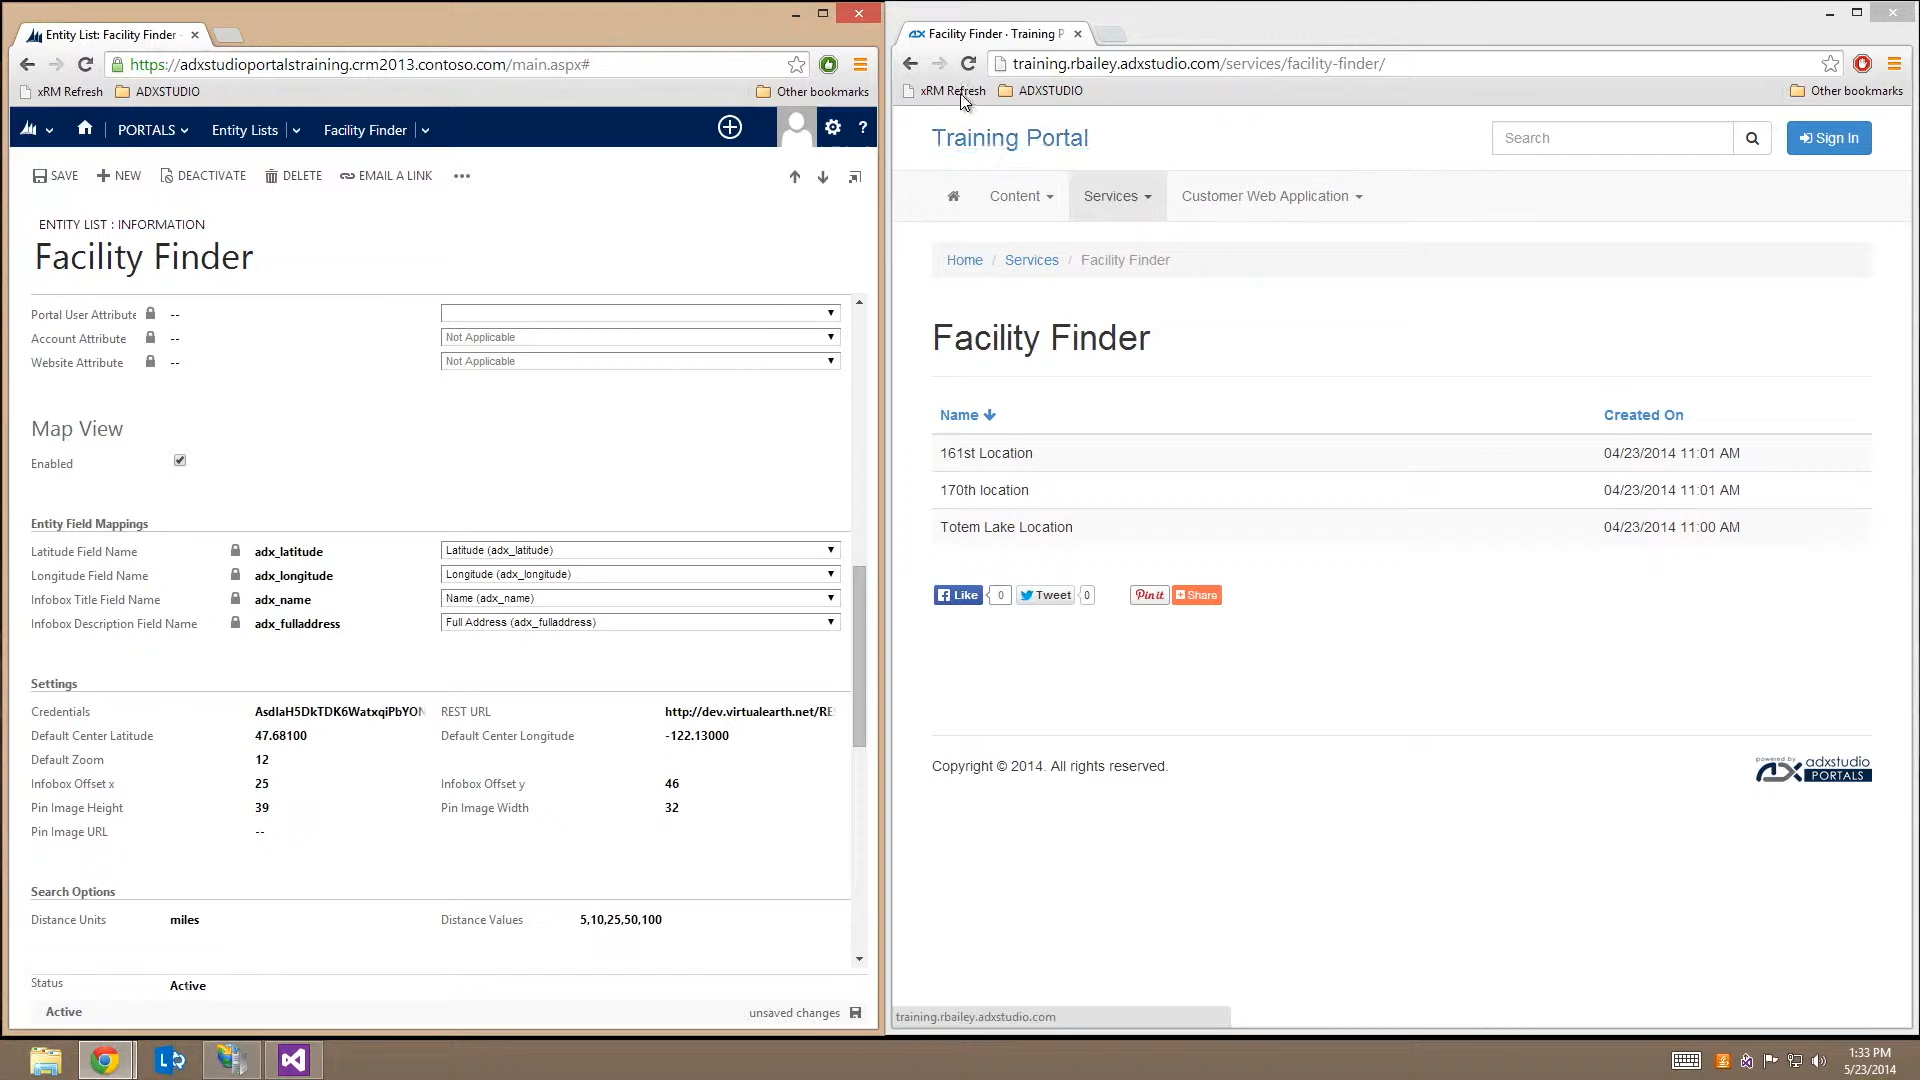 Entity List: Facility Finder
https://adxstudioportalstraining.crm2013.contoso.com/main.aspx#
xRM Refresh
ADXSTUDIO
Other bookmarks
PORTALS
Entity Lists
Facility Finder
?
SAVE
NEW
DEACTIVATE
DELETE
EMAIL A LINK
ENTITY LIST : INFORMATION
Facility Finder
Portal User Attribute
--
Account Attribute
--
Not Applicable
Website Attribute
--
Not Applicable
Map View
Enabled
Entity Field Mappings
Latitude Field Name
adx_latitude
Latitude (adx_latitude)
Longitude Field Name
adx_longitude
Longitude (adx_longitude)
Infobox Title Field Name
adx_name
Name (adx_name)
Infobox Description Field Name
adx_fulladdress
Full Address (adx_fulladdress)
Settings
Credentials
REST URL
http://dev.virtualearth.net/RE
Default Center Latitude
47.68100
Default Center Longitude
-122.13000
Default Zoom
12
Infobox Offset x
25
Infobox Offset y
46
Pin Image Height
39
Pin Image Width
32
Pin Image URL
--
Search Options
Distance Units
miles
Distance Values
5,10,25,50,100
Status
Active
Active
unsaved changes
Facility Finder · Training P
training.rbailey.adxstudio.com/services/facility-finder/
xRM Refresh
ADXSTUDIO
Other bookmarks
Training Portal
Search
Sign In
Content
Services
Customer Web Application
Home / Services / Facility Finder
Facility Finder
Name
Created On
161st Location
04/23/2014 11:01 AM
170th location
04/23/2014 11:01 AM
Totem Lake Location
04/23/2014 11:00 AM
Like
0
Tweet
0
Pin it
Share
Copyright © 2014. All rights reserved.
powered by
adxstudio
PORTALS
training.rbailey.adxstudio.com
1:33 PM
5/23/2014